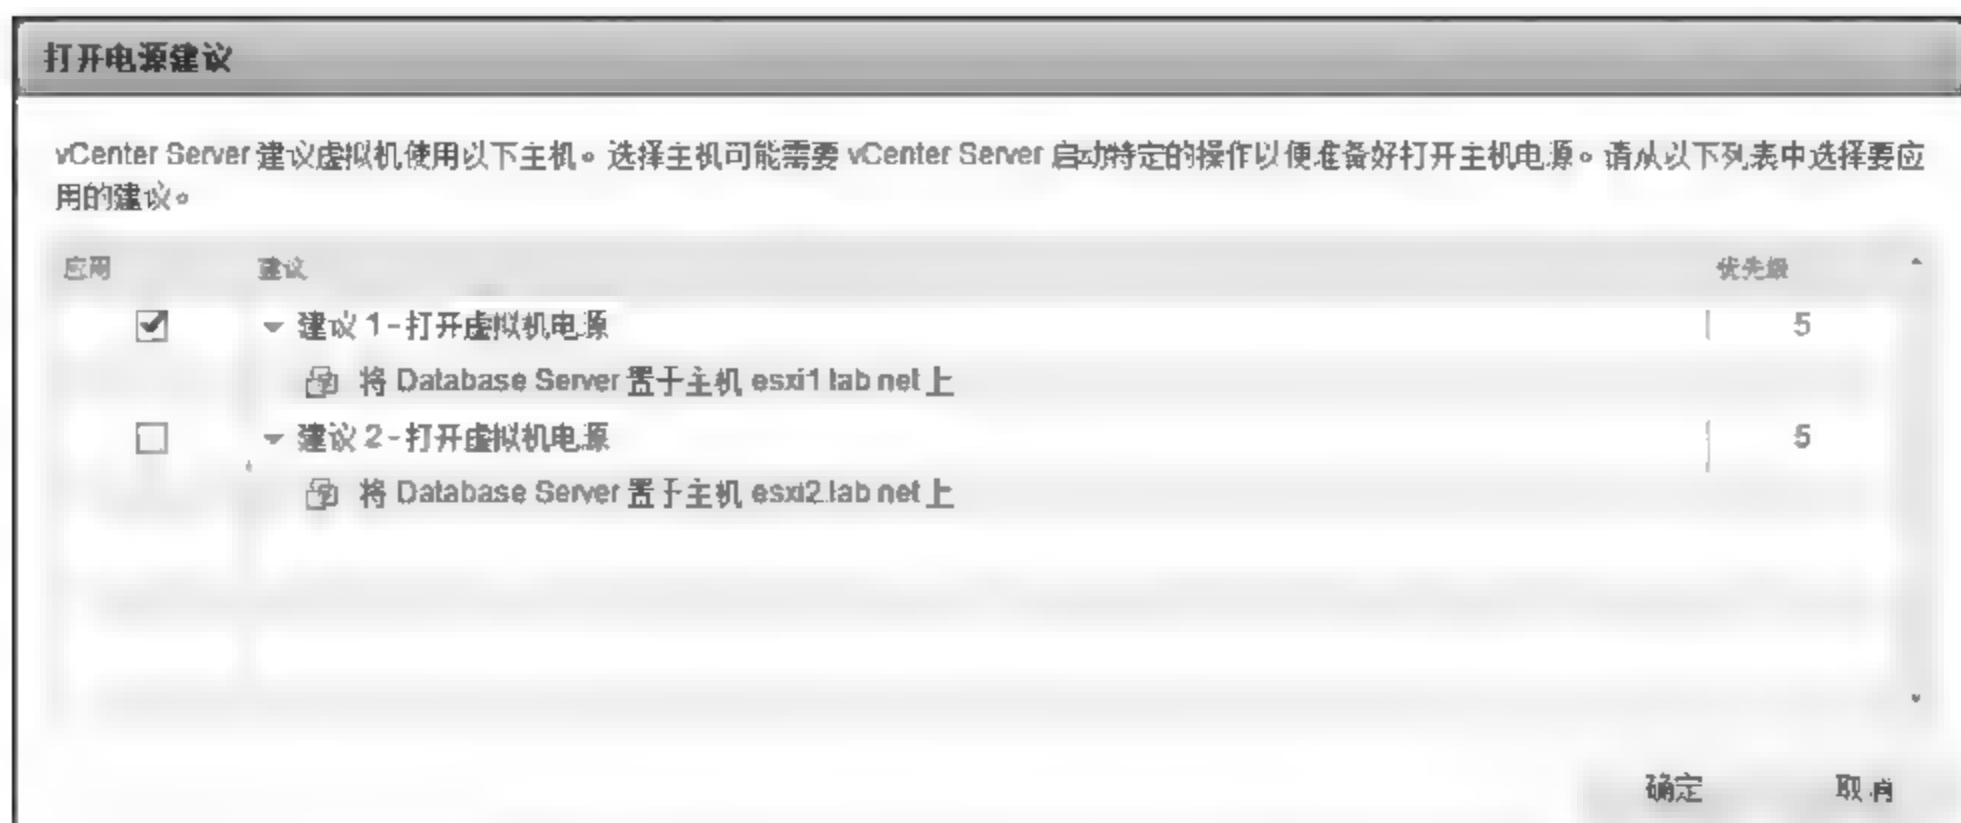 打开电源建议
vCenter Server 建议虚拟机使用以下主机。选择主机可能需要 vCenter Server 启动特定的操作以便准备好打开主机电源。请从以下列表中选择要应
用的建议。
应用 建议 优先级
建议 1 - 打开虚拟机电源 5
将 Database Server 置于主机 esxi1.lab.net 上
建议 2 - 打开虚拟机电源 5
将 Database Server 置于主机 esxi2.lab.net 上
确定 取消